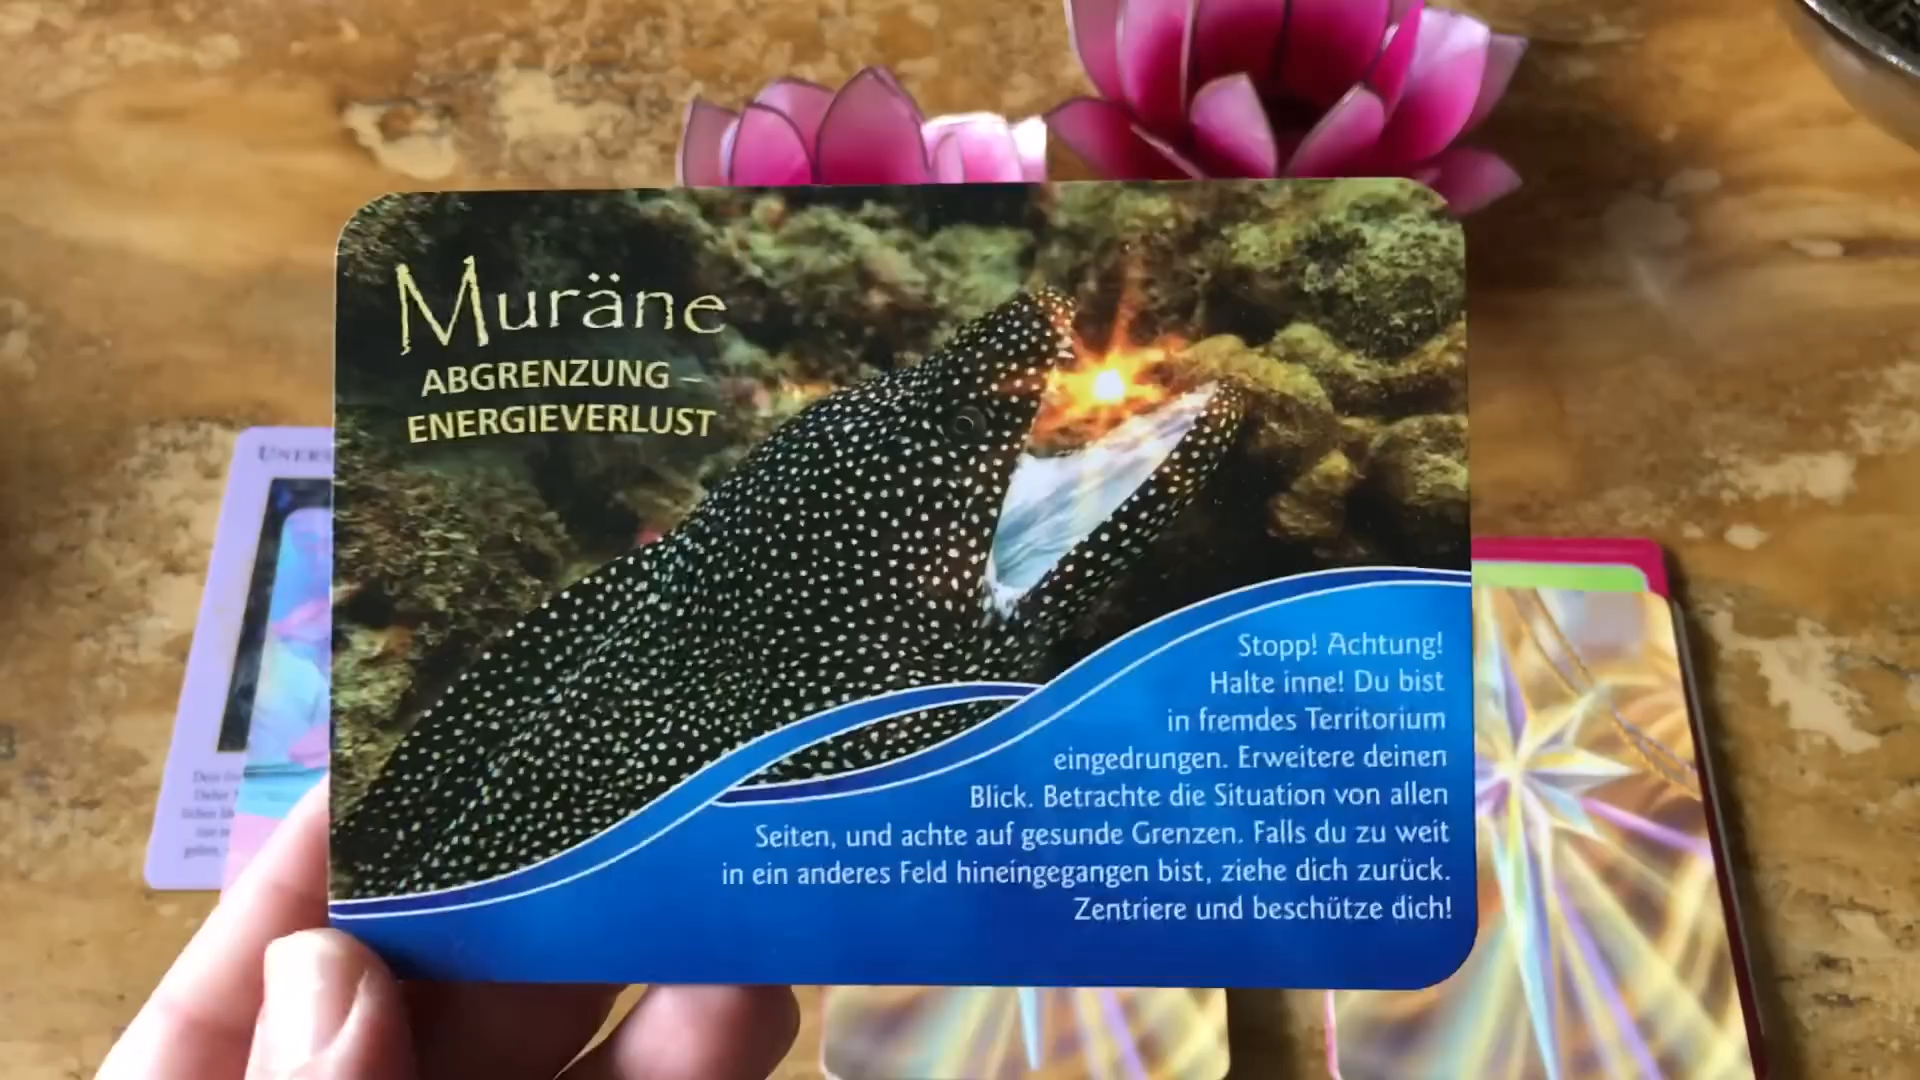 Muräne
ABGRENZUNG –
ENERGIEVERLUST
Stopp! Achtung!
Halte inne! Du bist
in fremdes Territorium
eingedrungen. Erweitere deinen
Blick. Betrachte die Situation von allen
Seiten, und achte auf gesunde Grenzen. Falls du zu weit
in ein anderes Feld hineingegangen bist, ziehe dich zurück.
Zentriere und beschütze dich!